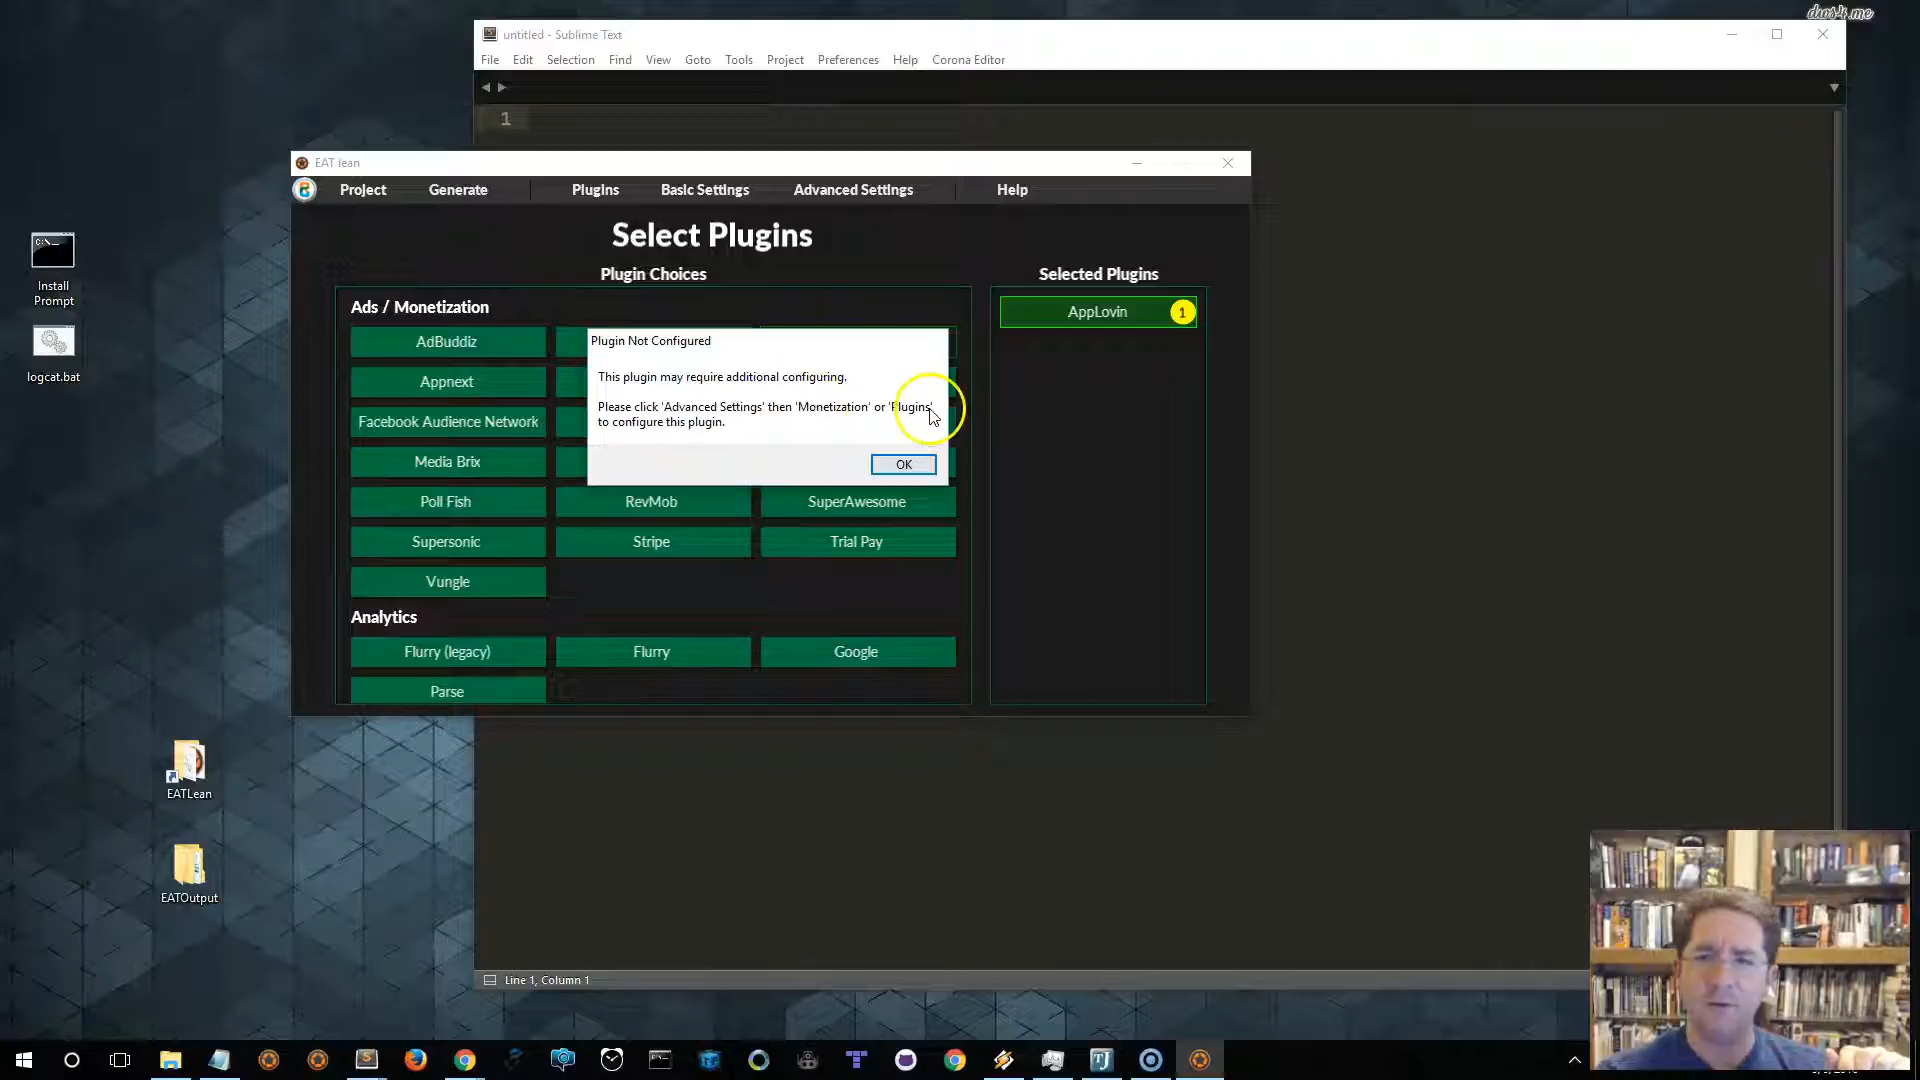 dws4.me
untitled - Sublime Text
File Edit Selection Find View Goto Tools Project Preferences Help Corona Editor
1
EAT lean
Project Generate Plugins Basic Settings Advanced Settings Help
Select Plugins
Plugin Choices
Selected Plugins
Ads / Monetization
AppLovin 1
AdBuddiz
Plugin Not Configured
Appnext
This plugin may require additional configuring.
Facebook Audience Network
Please click 'Advanced Settings' then 'Monetization' or 'Plugins'
to configure this plugin.
Media Brix
OK
Poll Fish RevMob SuperAwesome
Supersonic Stripe Trial Pay
Vungle
Analytics
Flurry (legacy) Flurry Google
Parse
Install
Prompt
logcat.bat
EATLean
EATOutput
Line 1, Column 1